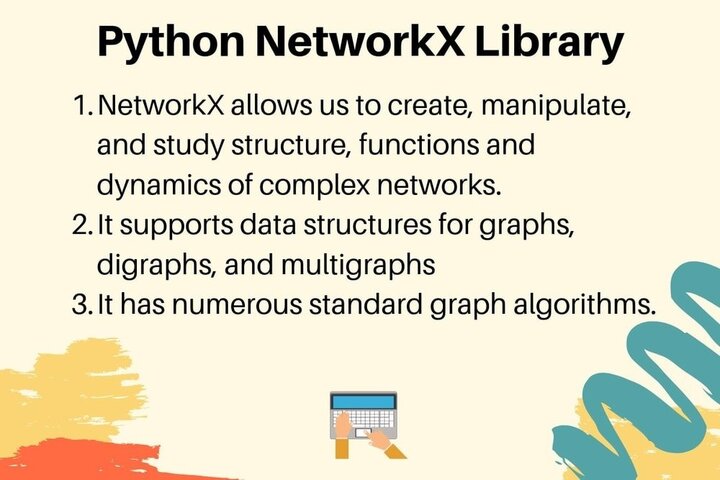 Python NetworkX Library
1. NetworkX allows us to create, manipulate,
and study structure, functions and
dynamics of complex networks.
2. It supports data structures for graphs,
digraphs, and multigraphs
3. It has numerous standard graph algorithms.